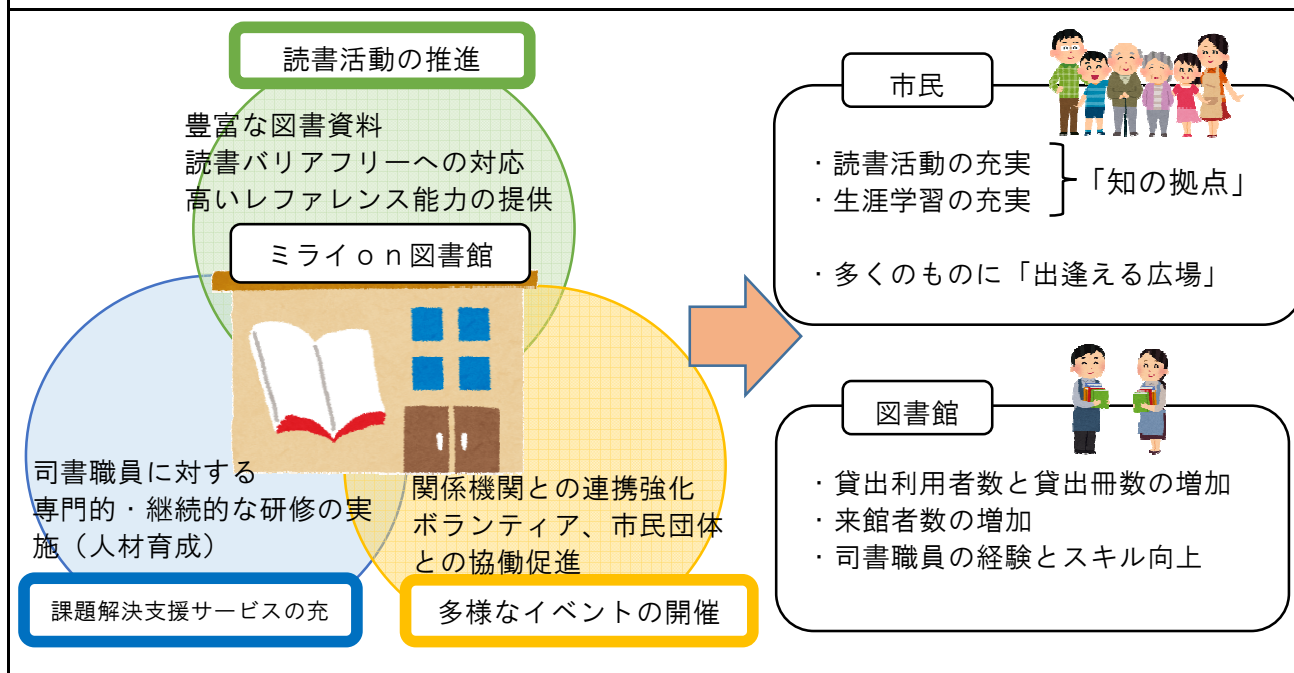 読書活動の推進
豊富な図書資料
読書バリアフリーへの対応
高いレファレンス能力の提供
ミライon図書館
司書職員に対する
専門的・継続的な研修の実
施（人材育成）
課題解決支援サービスの充
関係機関との連携強化
ボランティア、市民団体
との協働促進
多様なイベントの開催
市民
・読書活動の充実
・生涯学習の充実
「知の拠点」
・多くのものに「出逢える広場」
図書館
・貸出利用者数と貸出冊数の増加
・来館者数の増加
・司書職員の経験とスキル向上